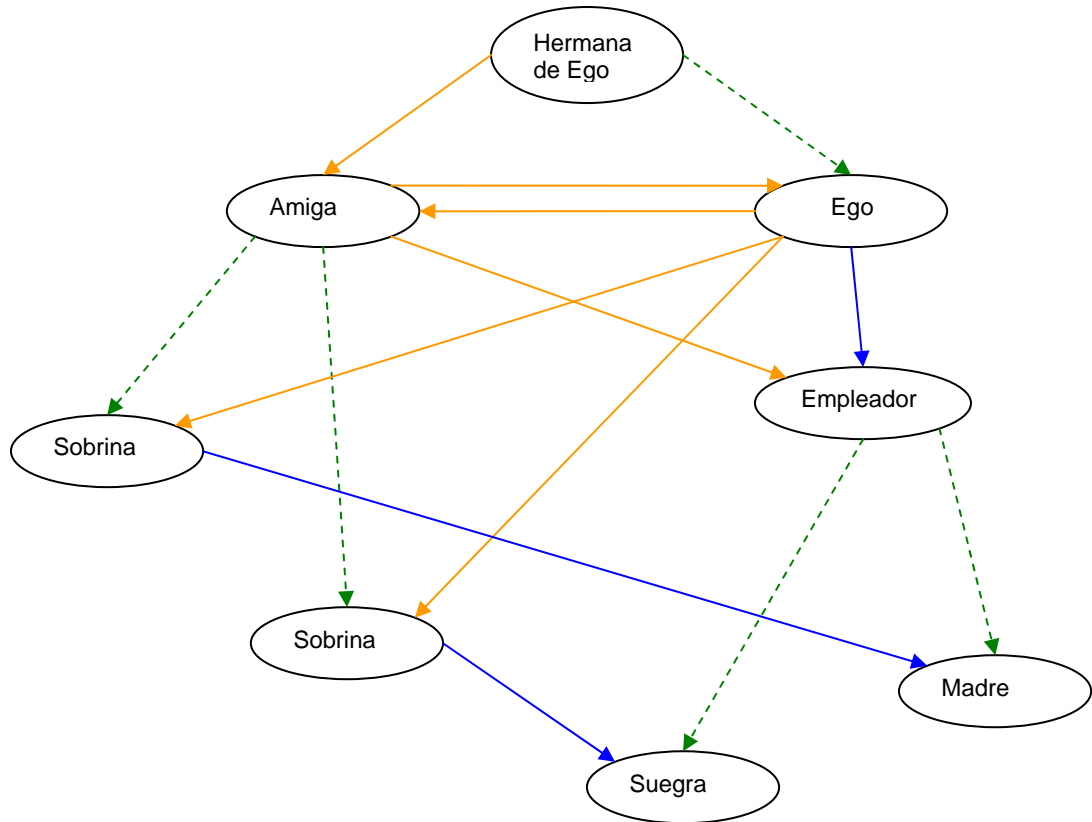 Hermana
de Ego
Amiga
Ego
Empleador
Sobrina
Sobrina
Madre
Suegra